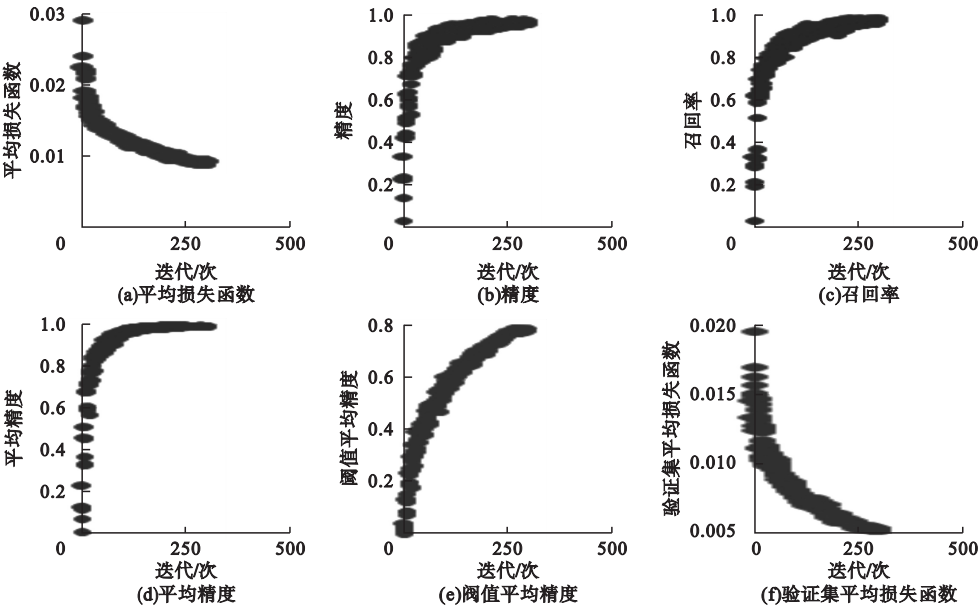 0.03
0.02
0.01
0
250
500
平均损失函数
迭代/次
(a)平均损失函数
1.0
0.8
0.6
0.4
0.2
0
250
500
精度
迭代/次
(b)精度
1.0
0.8
0.6
0.4
0.2
0
250
500
召回率
迭代/次
(c)召回率
1.0
0.8
0.6
0.4
0.2
0
250
500
平均精度
迭代/次
(d)平均精度
0.8
0.6
0.4
0.2
0
250
500
阈值平均精度
迭代/次
(e)阀值平均精度
0.020
0.015
0.010
0.005
0
250
500
验证集平均损失函数
迭代/次
(f)验证集平均损失函数